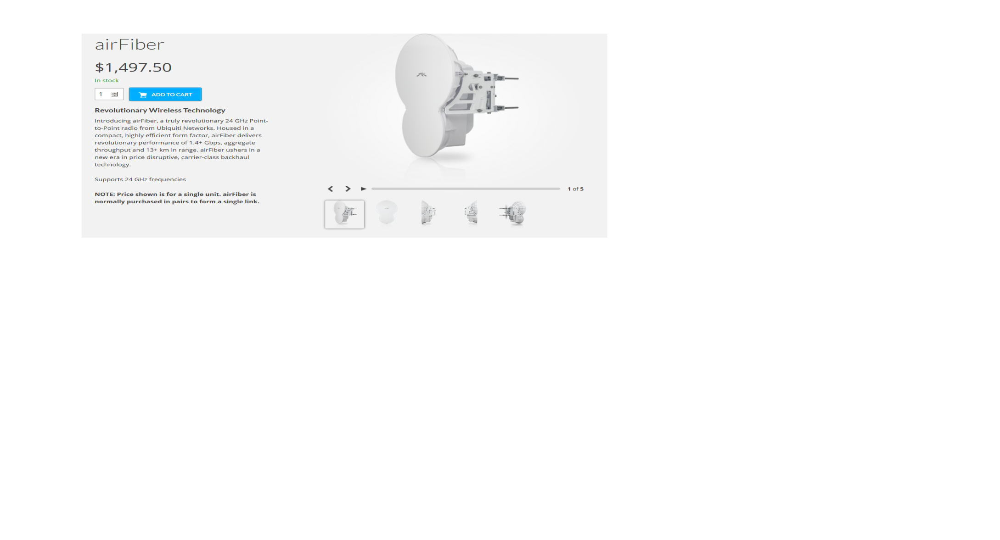 airFiber
$1,497.50
In stock
1
ADD TO CART
Revolutionary Wireless Technology
Introducing airFiber, a truly revolutionary 24 GHz Point-
to-Point radio from Ubiquiti Networks. Housed in a
compact, highly efficient form factor, airFiber delivers
revolutionary performance of 1.4+ Gbps, aggregate
throughput and 13+ km in range. airFiber ushers in a
new era in price disruptive, carrier-class backhaul
technology.
Supports 24 GHz frequencies
NOTE: Price shown is for a single unit. airFiber is
normally purchased in pairs to form a single link.
1 of 5